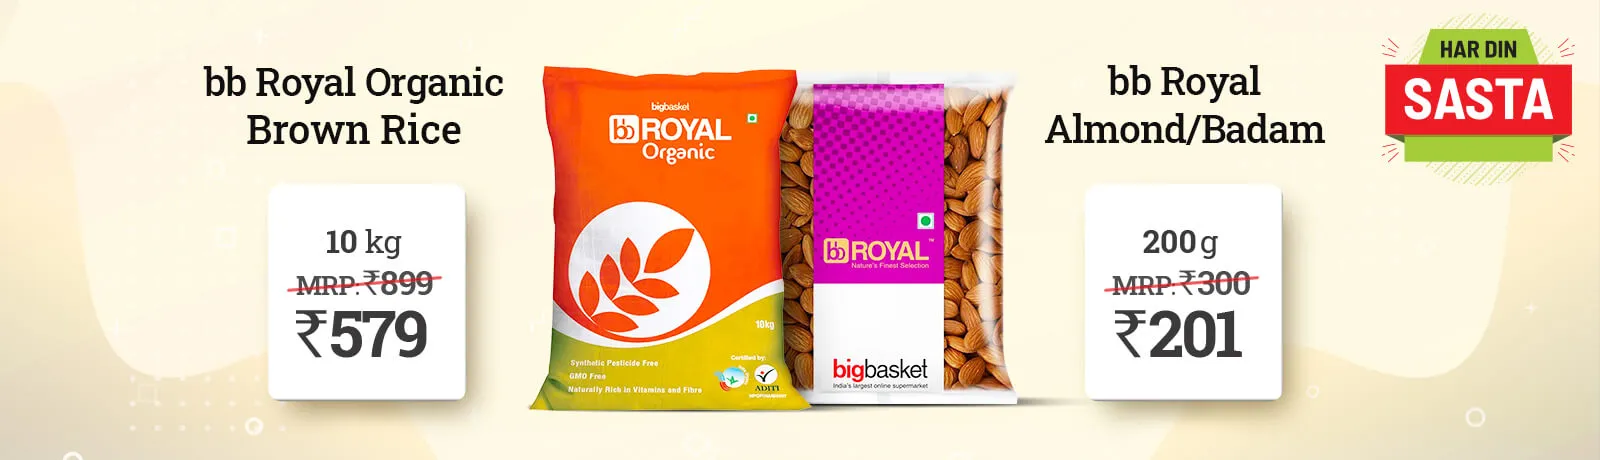 bb Royal Organic
Brown Rice
10 kg
MRP:₹899
₹579
bigbasket
bb ROYAL
Organic
10kg
Synthetic Pesticide Free
GMO Free
Naturally Rich in Vitamins and Fibre
Certified by:
ADITI
bb ROYAL™
Nature's Finest Selection
bigbasket
India's largest online supermarket
bb Royal
Almond/Badam
200 g
MRP:₹300
₹201
HAR DIN
SASTA